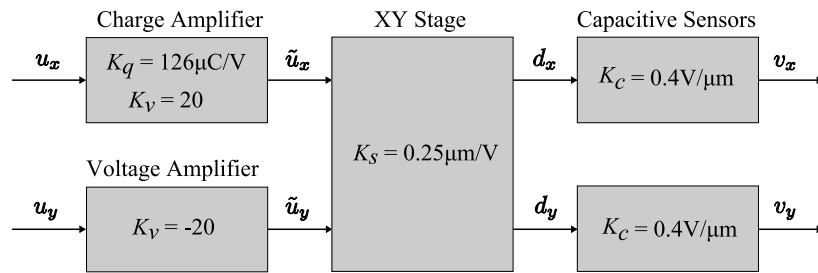 Charge Amplifier
XY Stage
Capacitive Sensors
u_x
K_q = 126μC/V
K_v = 20
ũ_x
d_x
K_c = 0.4V/μm
v_x
K_s = 0.25μm/V
Voltage Amplifier
u_y
K_v = -20
ũ_y
d_y
K_c = 0.4V/μm
v_y